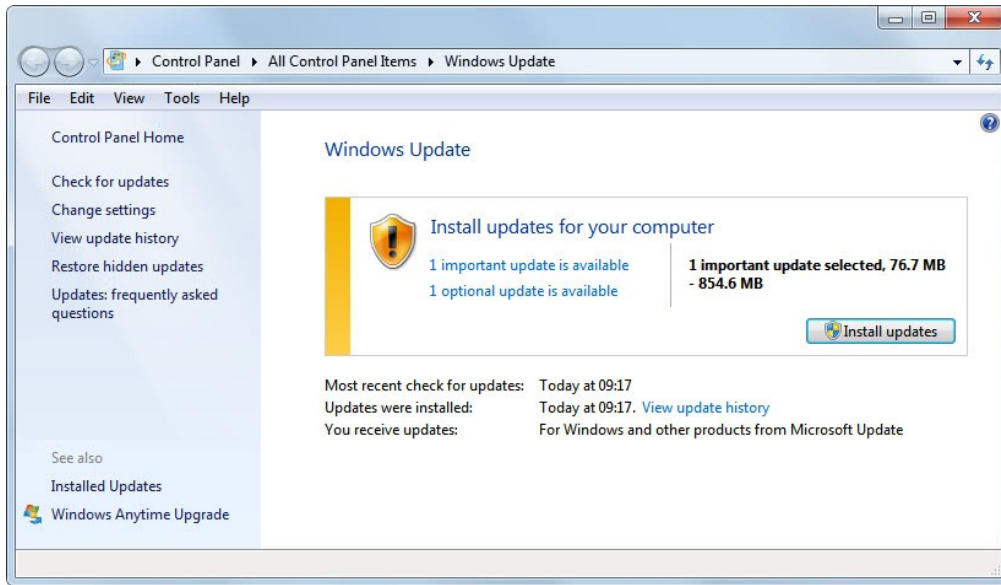 Control Panel ▸ All Control Panel Items ▸ Windows Update
File Edit View Tools Help
Control Panel Home
Check for updates
Change settings
View update history
Restore hidden updates
Updates: frequently asked
questions
See also
Installed Updates
Windows Anytime Upgrade
Windows Update
Install updates for your computer
1 important update is available
1 optional update is available
1 important update selected, 76.7 MB
- 854.6 MB
Install updates
Most recent check for updates: Today at 09:17
Updates were installed: Today at 09:17. View update history
You receive updates: For Windows and other products from Microsoft Update